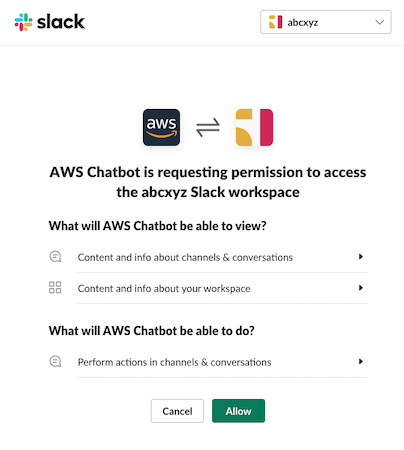 slack
abcxyz
aws
AWS Chatbot is requesting permission to access
the abcxyz Slack workspace
What will AWS Chatbot be able to view?
Content and info about channels & conversations
Content and info about your workspace
What will AWS Chatbot be able to do?
Perform actions in channels & conversations
Cancel
Allow